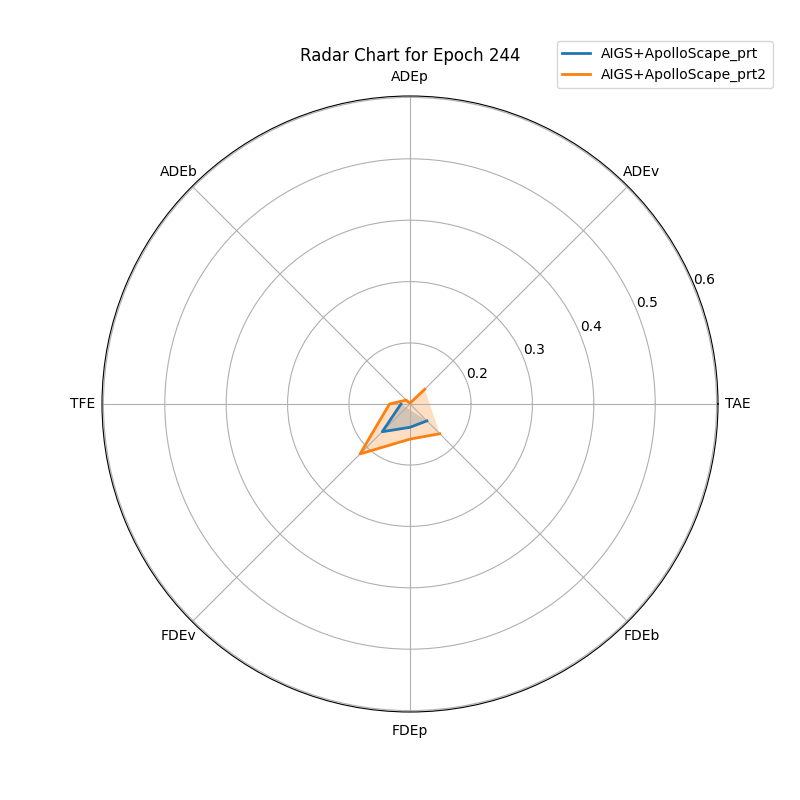 Radar Chart for Epoch 244
AIGS+ApolloScape_prt
AIGS+ApolloScape_prt2
ADEp
ADEb
ADEv
0.6
0.5
0.4
0.3
0.2
TFE
TAE
FDEv
FDEb
FDEp